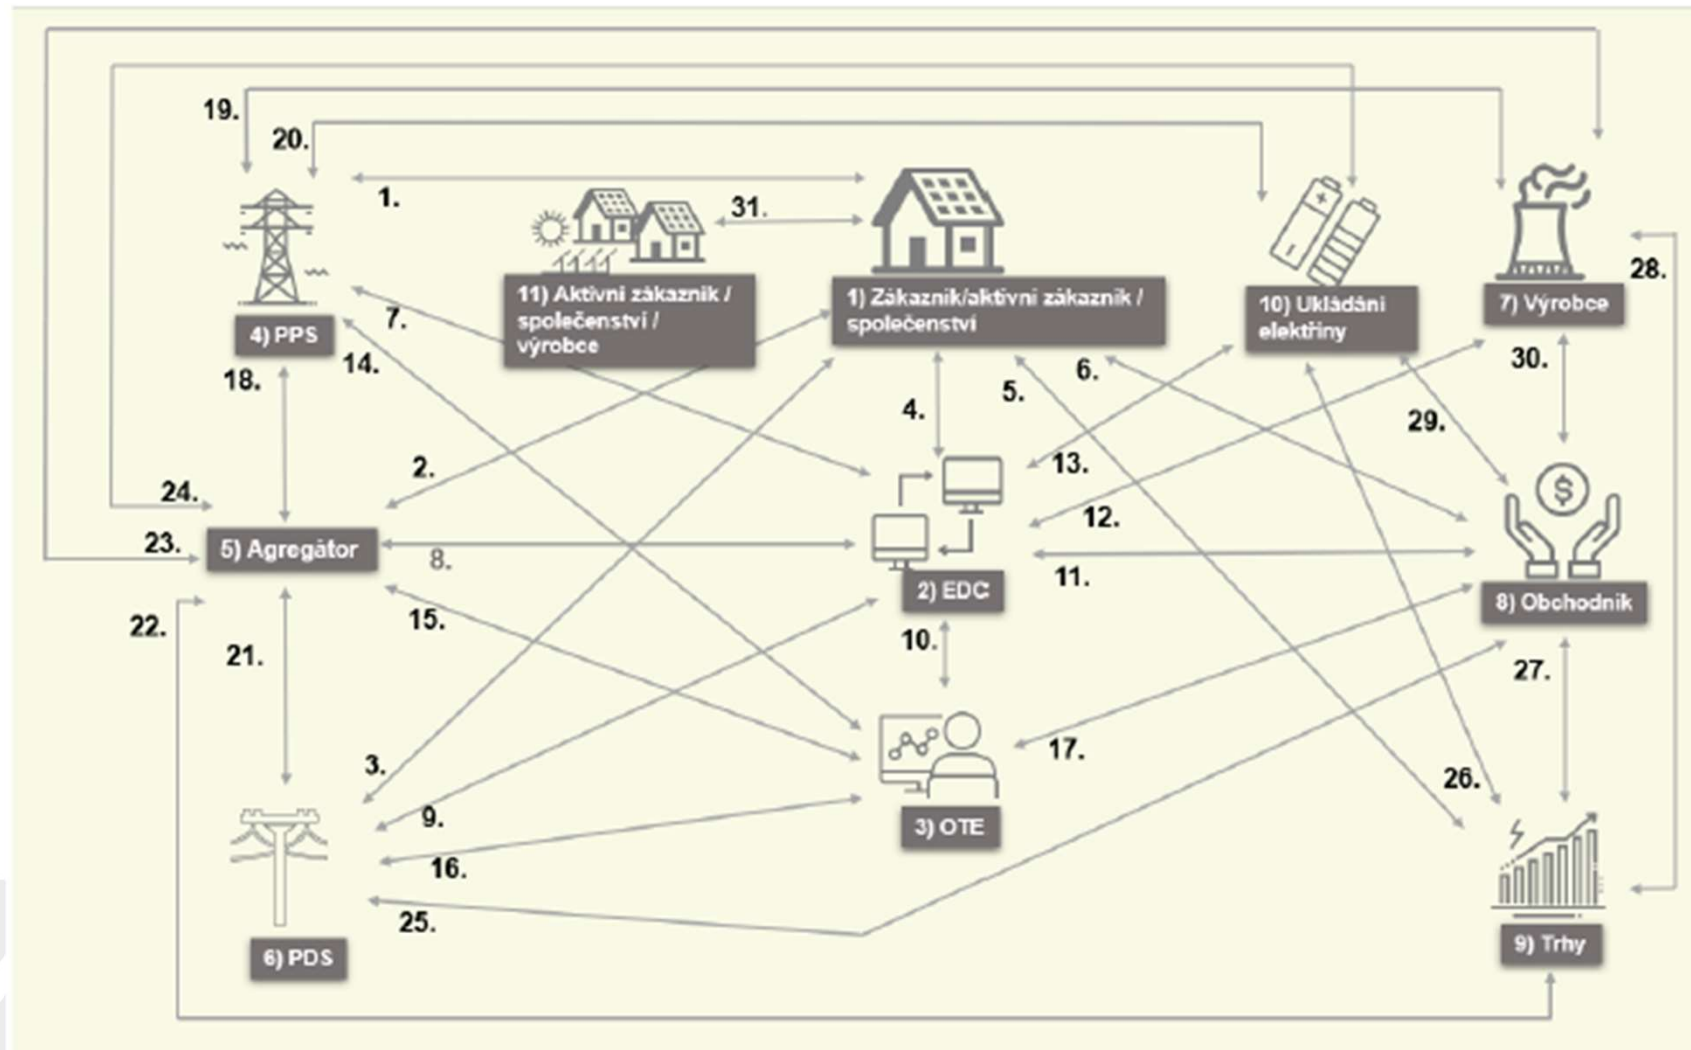 19.
20.
1.
31.
28.
11) Aktivní zákazník /
společenství /
výrobce
1) Zákazník/aktivní zákazník /
společenství
10) Ukládání
elektřiny
7) Výrobce
4) PPS
7.
14.
18.
5.
6.
30.
4.
29.
2.
13.
24.
12.
23.
5) Agregátor
8.
11.
2) EDC
8) Obchodník
22.
15.
10.
21.
27.
17.
3.
26.
9.
3) OTE
16.
25.
6) PDS
9) Trhy